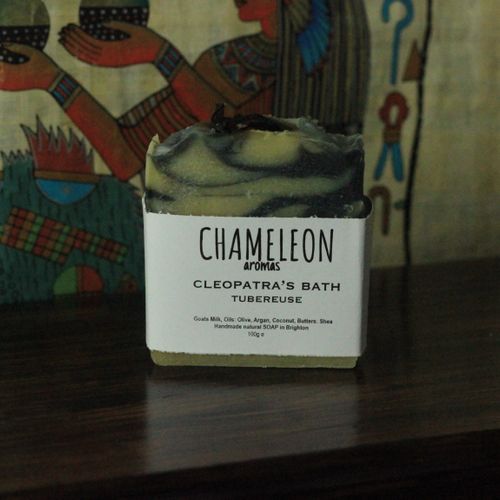 CHAMELEON
aromas
CLEOPATRA'S BATH
TUBEREUSE
Goats Milk, Oils: Olive, Argan, Coconut, Butters: Shea
Handmade natural SOAP in Brighton
100g e